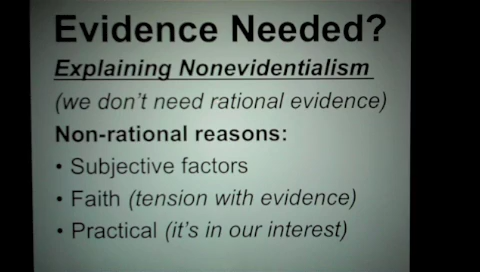 Evidence Needed?
Explaining Nonevidentialism
(we don't need rational evidence)
Non-rational reasons:
• Subjective factors
• Faith (tension with evidence)
• Practical (it's in our interest)